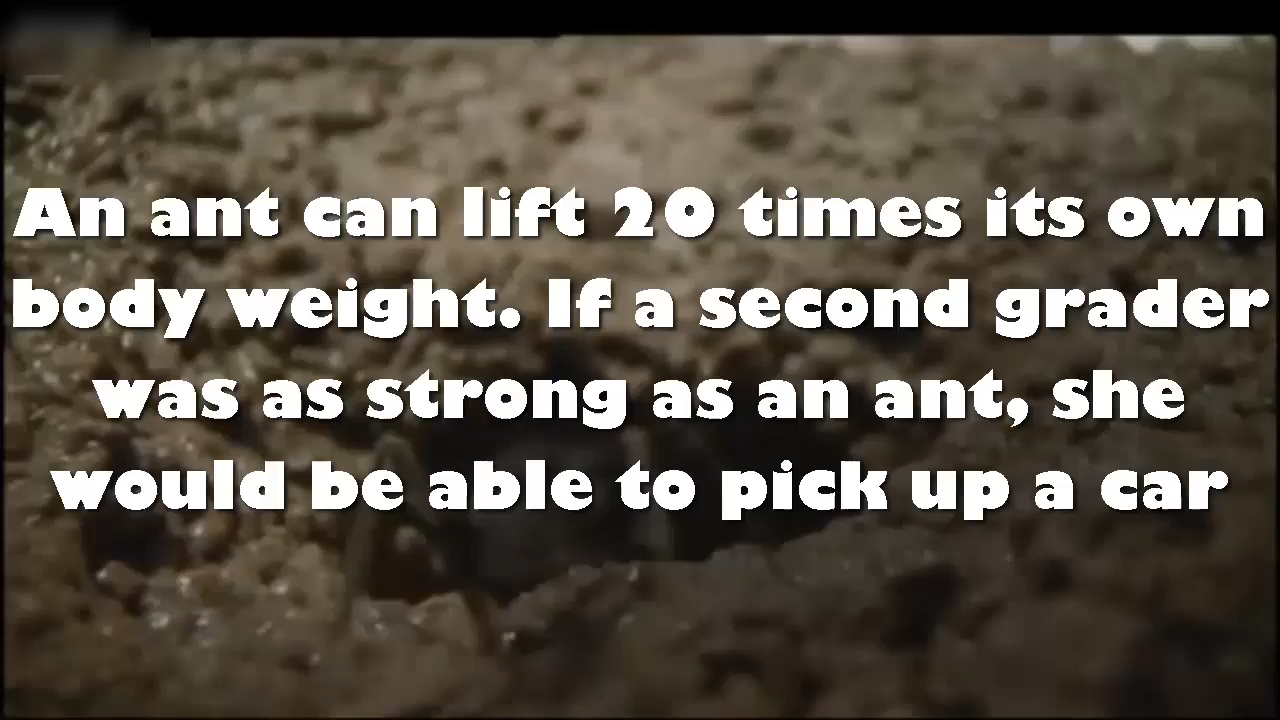 An ant can lift 20 times its own
body weight. If a second grader
was as strong as an ant, she
would be able to pick up a car